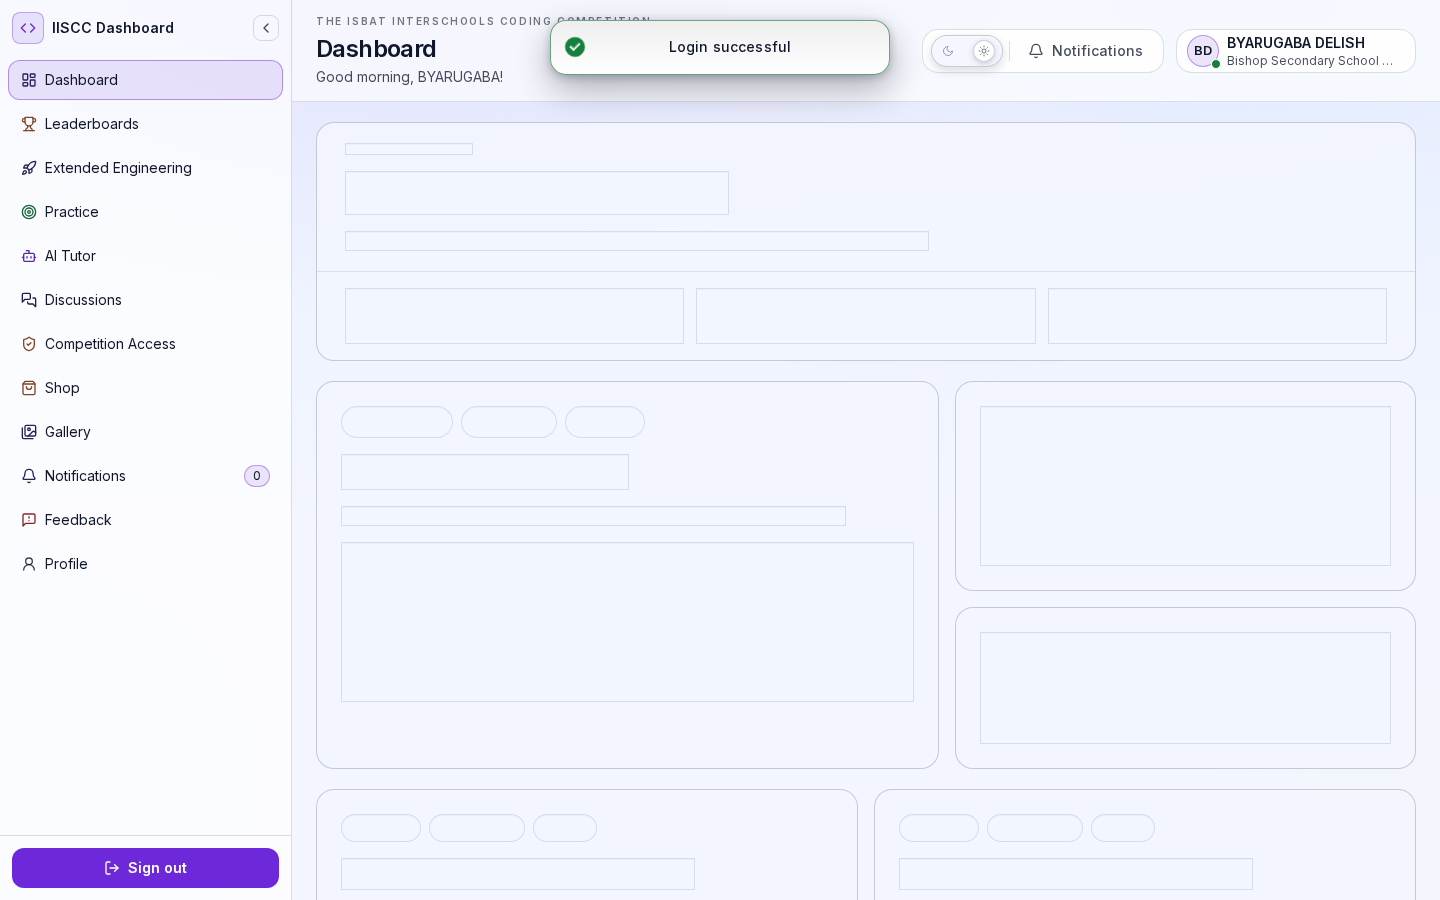 IISCC Dashboard
Dashboard
Leaderboards
Extended Engineering
Practice
AI Tutor
Discussions
Competition Access
Shop
Gallery
Notifications
0
Feedback
Profile
Sign out
THE ISBAT INTERSCHOOLS CODING COMPETITION
Dashboard
Good morning, BYARUGABA!
Login successful
Notifications
BD
BYARUGABA DELISH
Bishop Secondary School ...